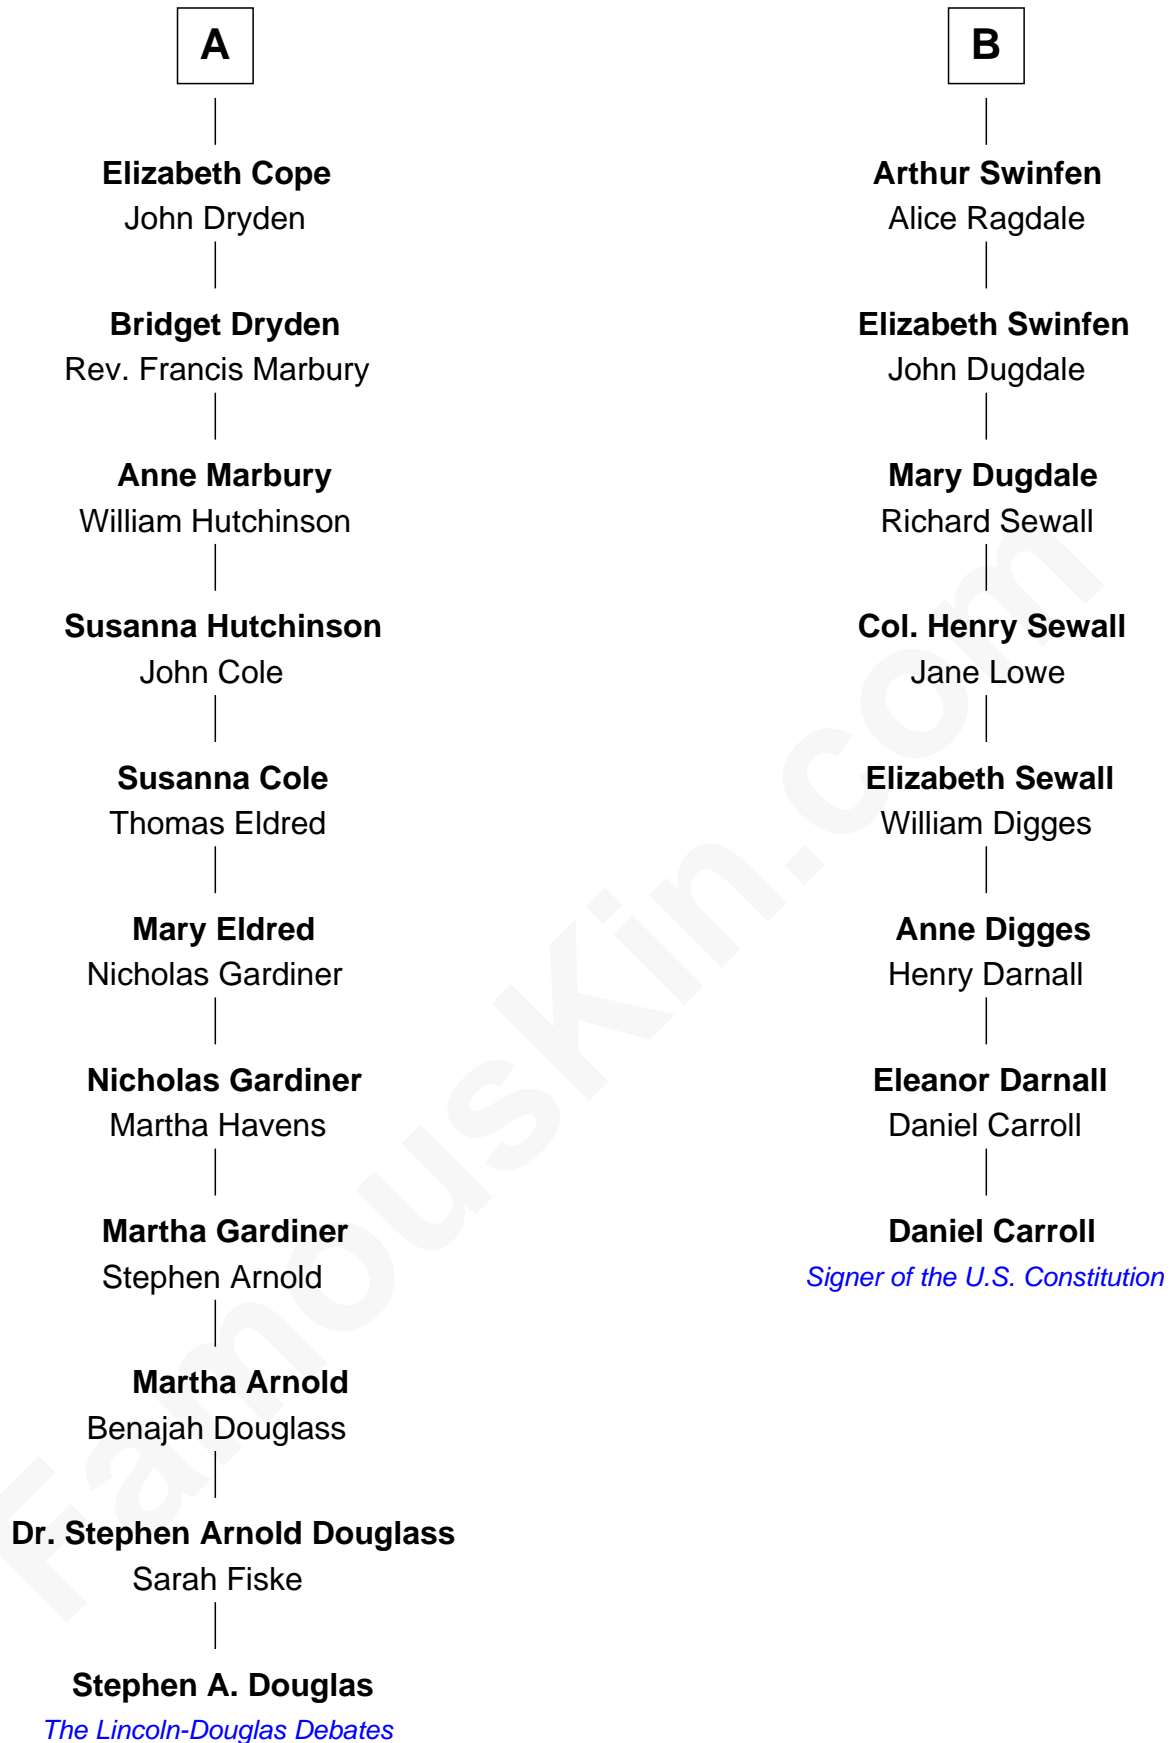 A
Elizabeth Cope
John Dryden
Bridget Dryden
Rev. Francis Marbury
Anne Marbury
William Hutchinson
Susanna Hutchinson
John Cole
Susanna Cole
Thomas Eldred
Mary Eldred
Nicholas Gardiner
Nicholas Gardiner
Martha Havens
Martha Gardiner
Stephen Arnold
Martha Arnold
Benajah Douglass
Dr. Stephen Arnold Douglass
Sarah Fiske
Stephen A. Douglas
The Lincoln-Douglas Debates
B
Arthur Swinfen
Alice Ragdale
Elizabeth Swinfen
John Dugdale
Mary Dugdale
Richard Sewall
Col. Henry Sewall
Jane Lowe
Elizabeth Sewall
William Digges
Anne Digges
Henry Darnall
Eleanor Darnall
Daniel Carroll
Daniel Carroll
Signer of the U.S. Constitution
FamousKin.com